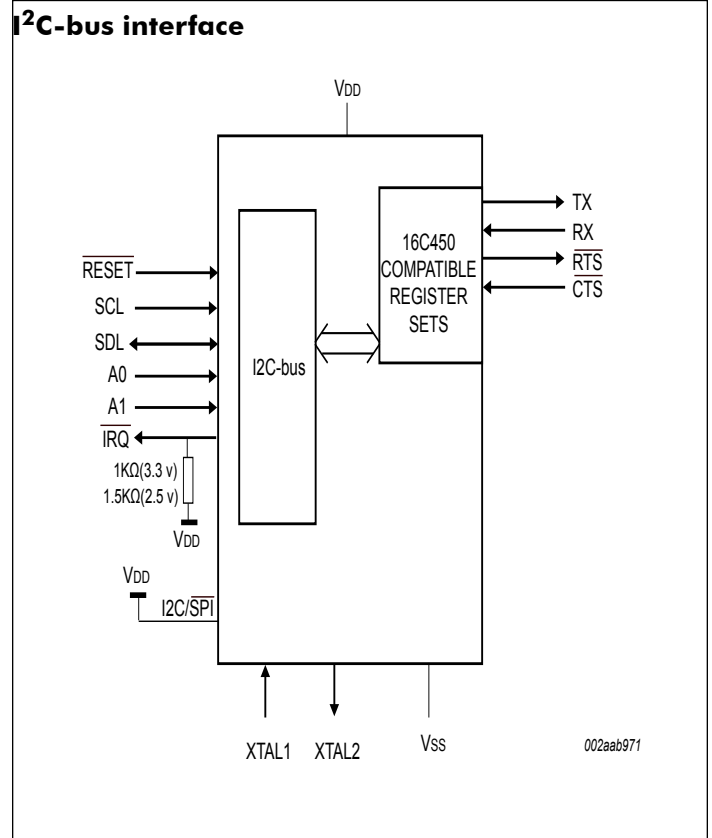 I²C-bus interface
VDD
RESET
SCL
SDL
A0
A1
IRQ
1KΩ(3.3 v)
1.5KΩ(2.5 v)
VDD
VDD
I2C/SPI
I2C-bus
16C450
COMPATIBLE
REGISTER
SETS
TX
RX
RTS
CTS
XTAL1
XTAL2
VSS
002aab971